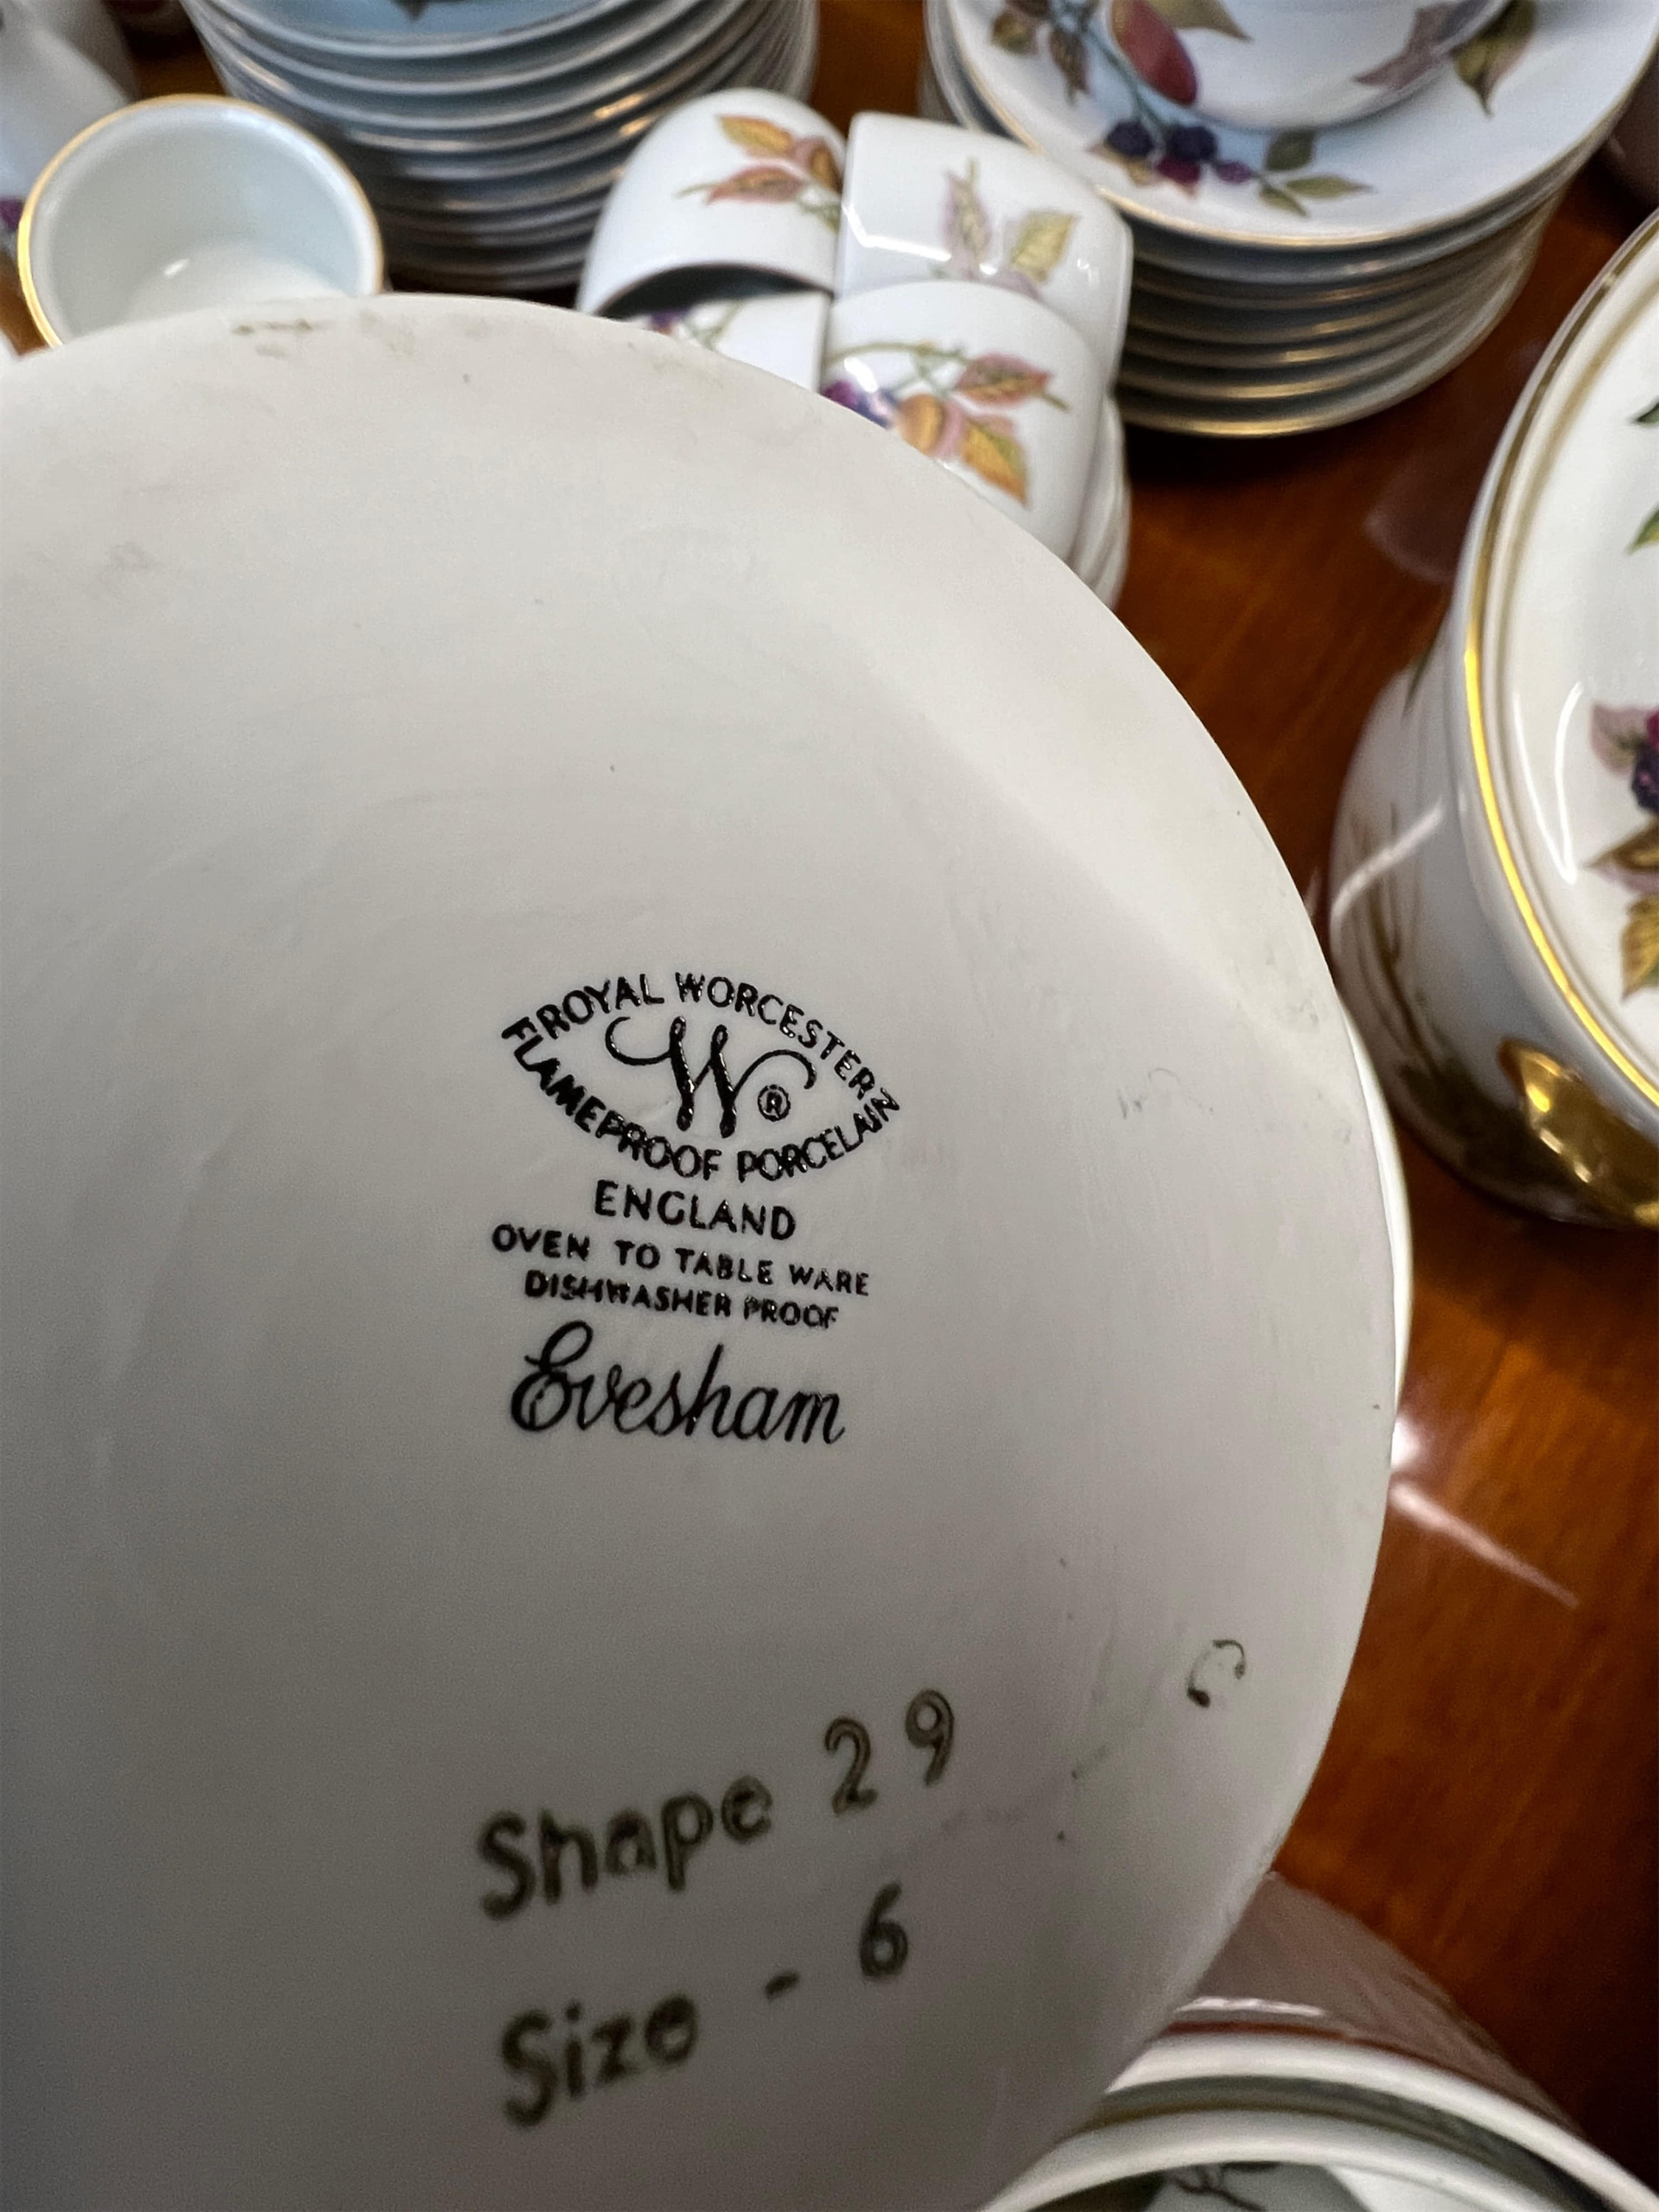 ROYAL WORCESTER
W ®
FLAMEPROOF PORCELAIN
ENGLAND
OVEN TO TABLE WARE
DISHWASHER PROOF
Evesham
Shape 29
Size - 6